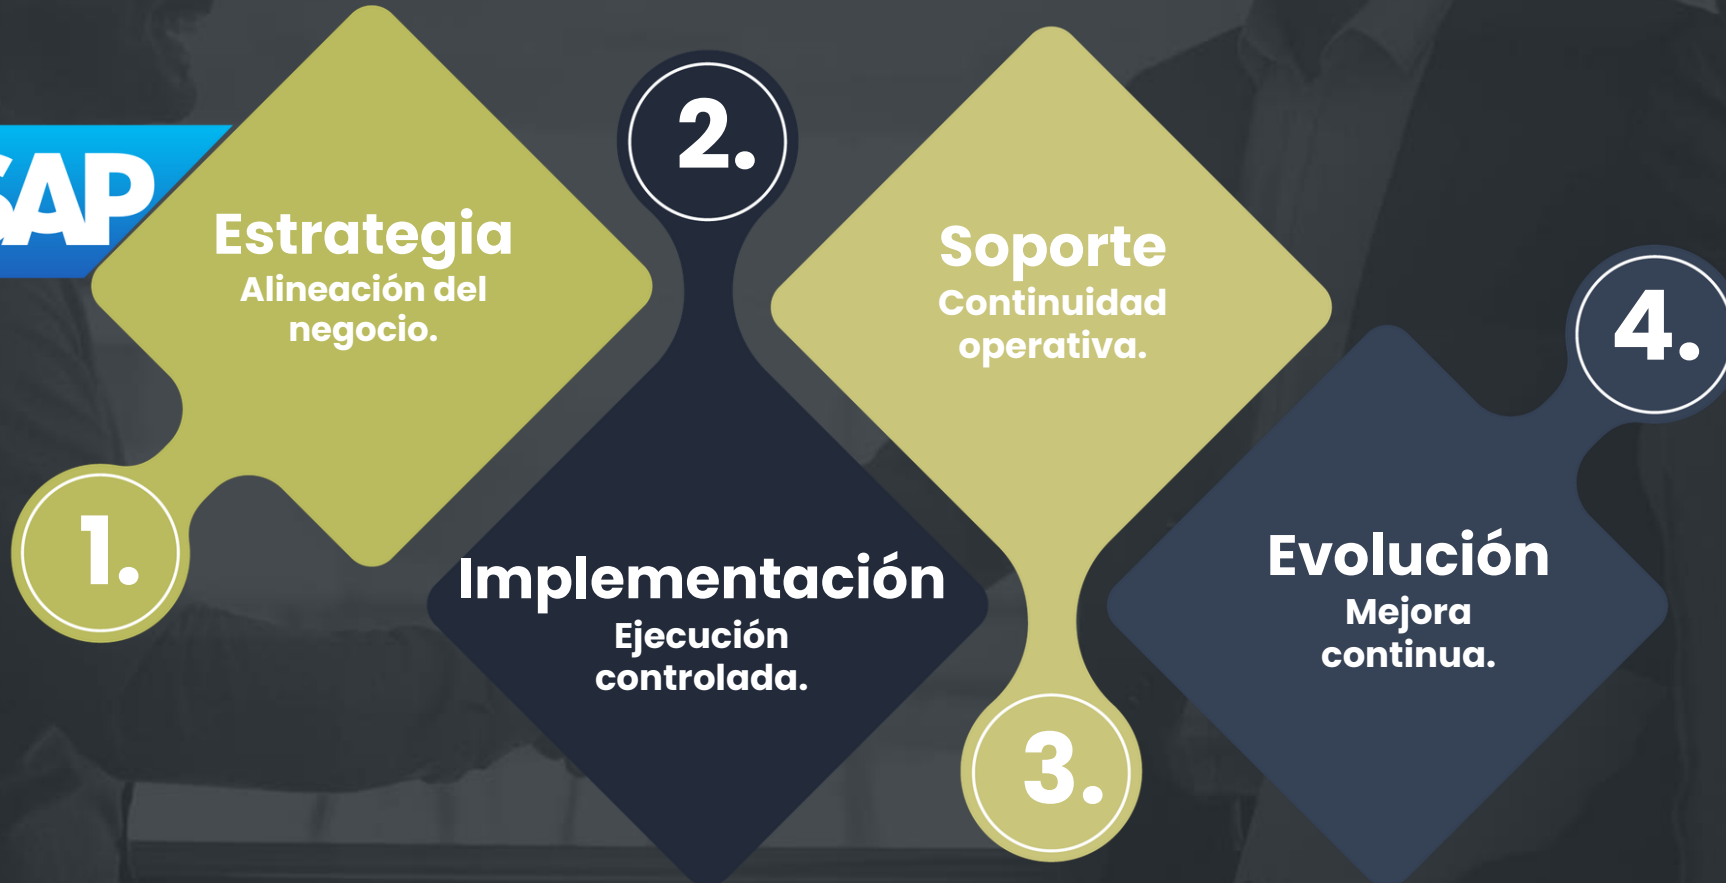 SAP
1.
Estrategia
Alineación del
negocio.
2.
Implementación
Ejecución
controlada.
3.
Soporte
Continuidad
operativa.
4.
Evolución
Mejora
continua.